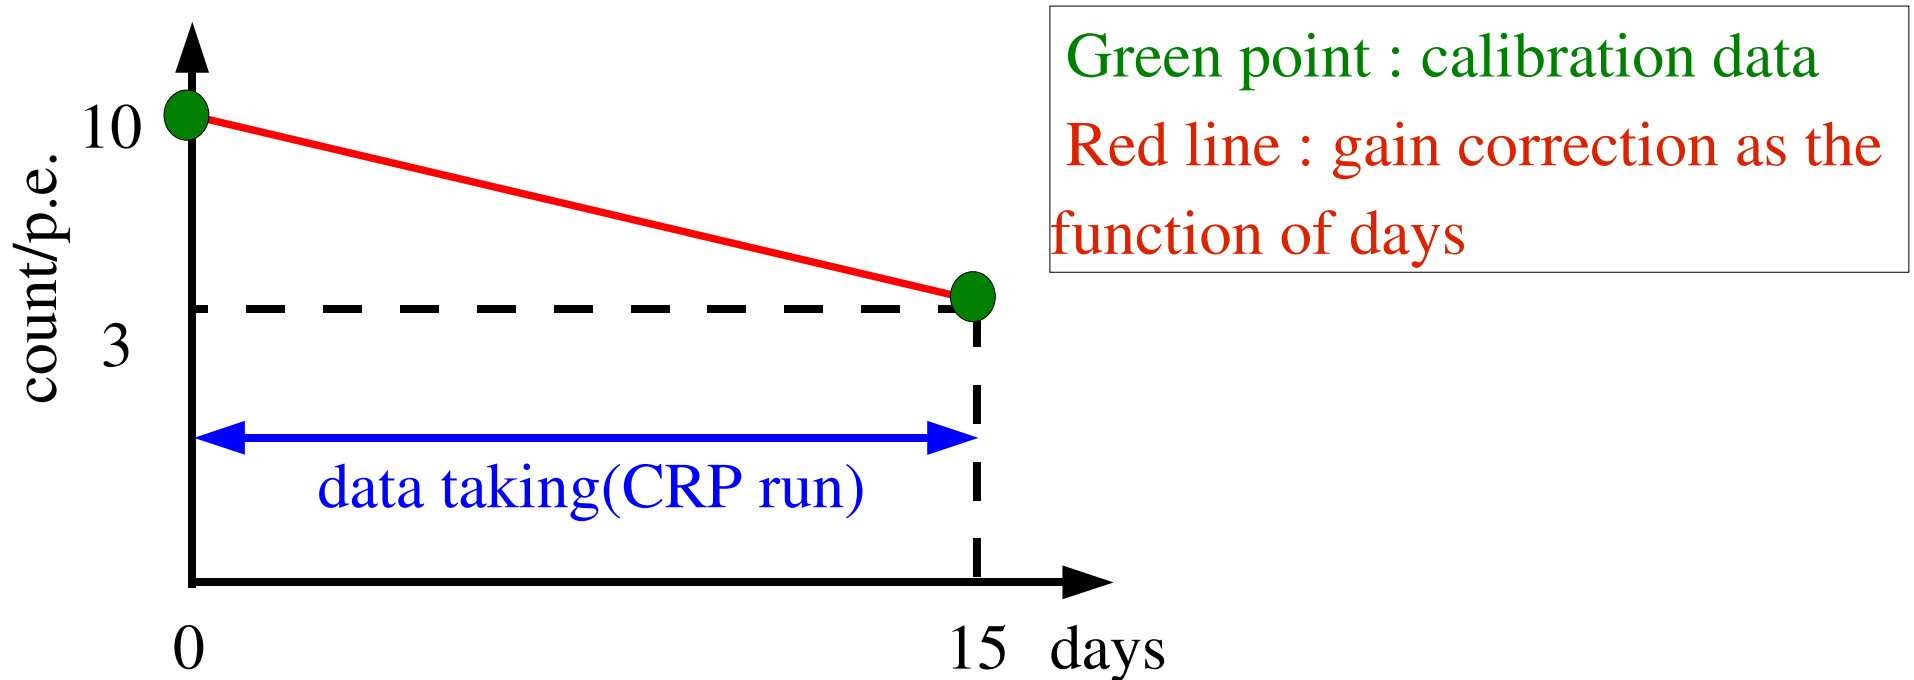 Green point : calibration data
Red line : gain correction as the
function of days
10
count/p.e.
3
data taking(CRP run)
0
15
days